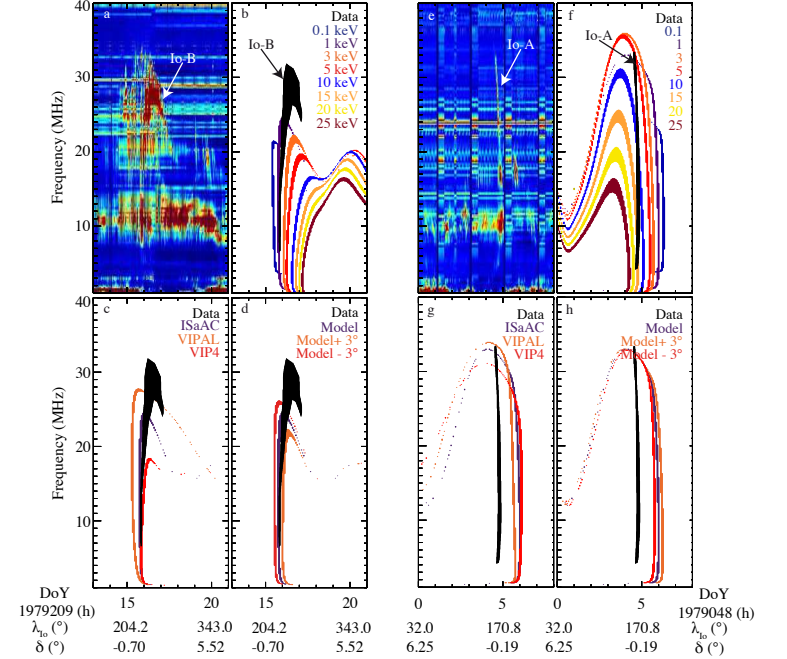 40
a
Io-B
b
Data
0.1 keV
1 keV
3 keV
5 keV
10 keV
15 keV
20 keV
25 keV
Io-B
e
Io-A
f
Data
0.1
1
3
5
10
15
20
25
Io-A
30
20
10
Frequency (MHz)
40
c
Data
ISaAC
VIPAL
VIP4
d
Data
Model
Model+ 3°
Model - 3°
g
Data
ISaAC
VIPAL
VIP4
h
Data
Model
Model+ 3°
Model - 3°
30
20
10
Frequency (MHz)
DoY
1979209 (h)
15 20 15 20 0 5 0 5
DoY
1979048 (h)
λIo (°) 204.2 343.0 204.2 343.0 32.0 170.8 32.0 170.8 λIo (°)
δ (°) -0.70 5.52 -0.70 5.52 6.25 -0.19 6.25 -0.19 δ (°)